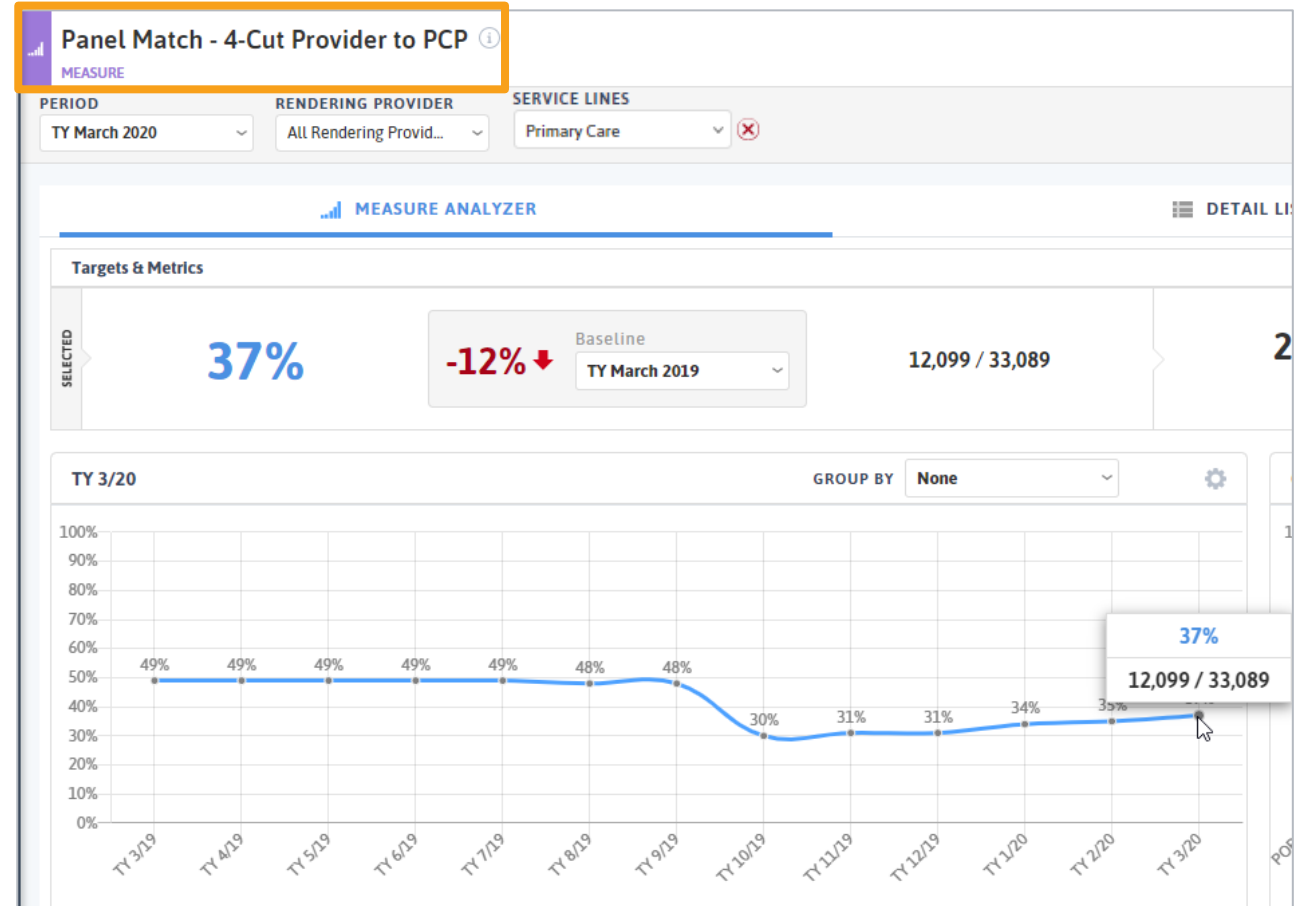 Panel Match - 4-Cut Provider to PCP
MEASURE
PERIOD
RENDERING PROVIDER
SERVICE LINES
TY March 2020
All Rendering Provid...
Primary Care
MEASURE ANALYZER
DETAIL LI
Targets & Metrics
SELECTED
37%
-12%
Baseline
TY March 2019
12,099 / 33,089
2
TY 3/20
GROUP BY
None
100%
90%
80%
70%
60%
50%
40%
30%
20%
10%
0%
1
49% 49% 49% 49% 49% 48% 48% 30% 31% 31% 34% 35%
37%
12,099 / 33,089
TY 3/19 TY 4/19 TY 5/19 TY 6/19 TY 7/19 TY 8/19 TY 9/19 TY 10/19 TY 11/19 TY 12/19 TY 1/20 TY 2/20 TY 3/20
POP